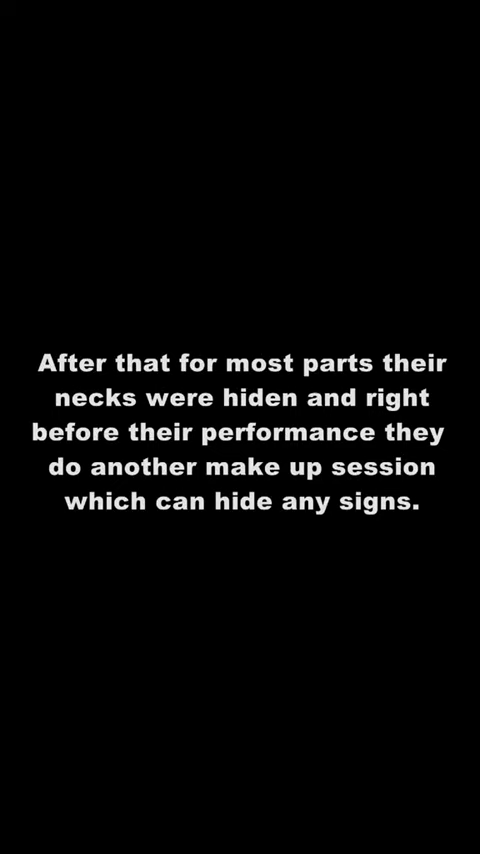 After that for most parts their
necks were hiden and right
before their performance they
do another make up session
which can hide any signs.